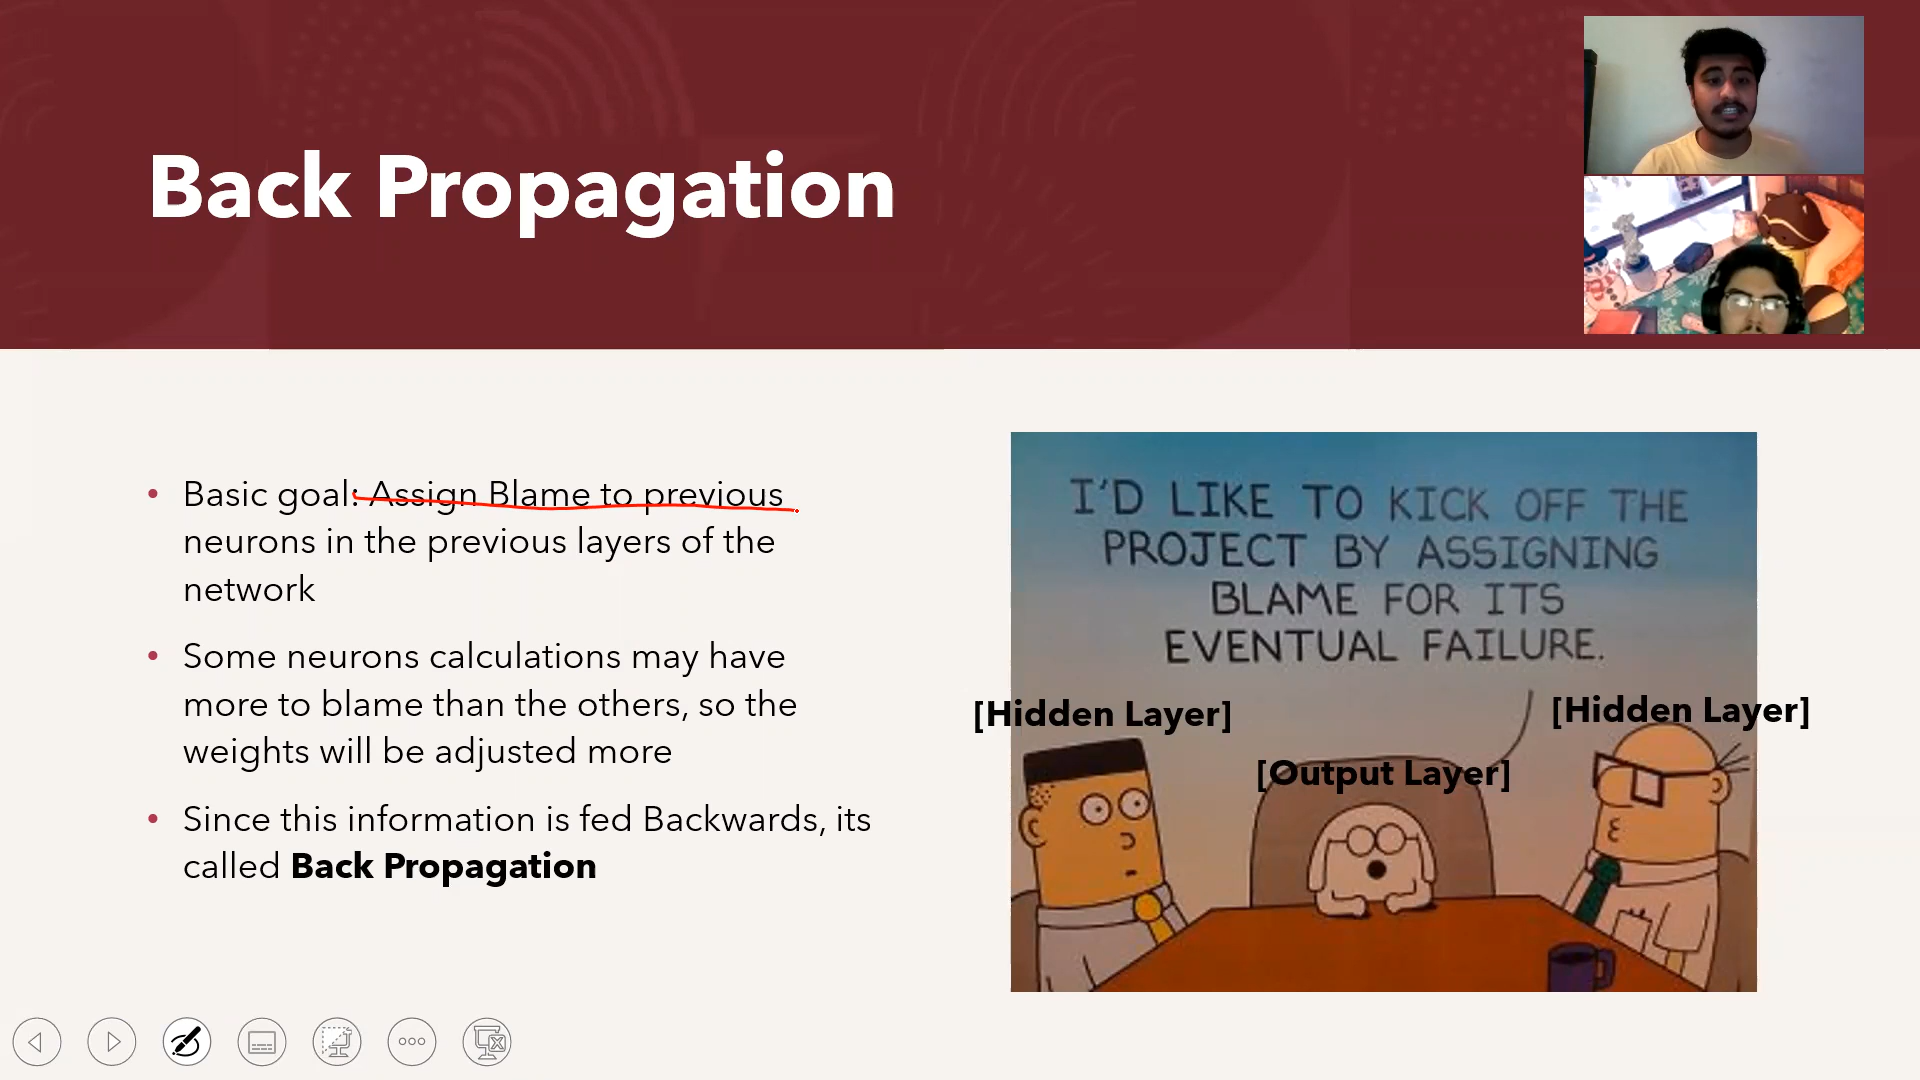 Back Propagation
• Basic goal: Assign Blame to previous
neurons in the previous layers of the
network
• Some neurons calculations may have
more to blame than the others, so the
weights will be adjusted more
• Since this information is fed Backwards, its
called Back Propagation
I'D LIKE TO KICK OFF THE
PROJECT BY ASSIGNING
BLAME FOR ITS
EVENTUAL FAILURE.
[Hidden Layer]
[Hidden Layer]
[Output Layer]